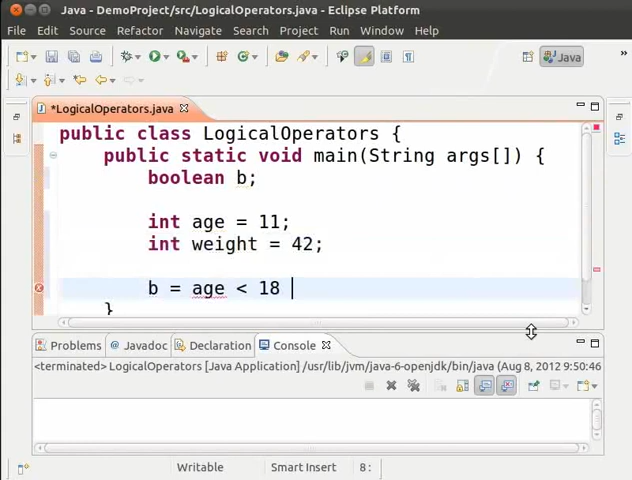 Java - DemoProject/src/LogicalOperators.java - Eclipse Platform
File Edit Source Refactor Navigate Search Project Run Window Help
Java »
*LogicalOperators.java
public class LogicalOperators {
public static void main(String args[]) {
boolean b;
int age = 11;
int weight = 42;
b = age < 18
}
Problems @ Javadoc Declaration Console
<terminated> LogicalOperators [Java Application] /usr/lib/jvm/java-6-openjdk/bin/java (Aug 8, 2012 9:50:46
Writable Smart Insert 8 :